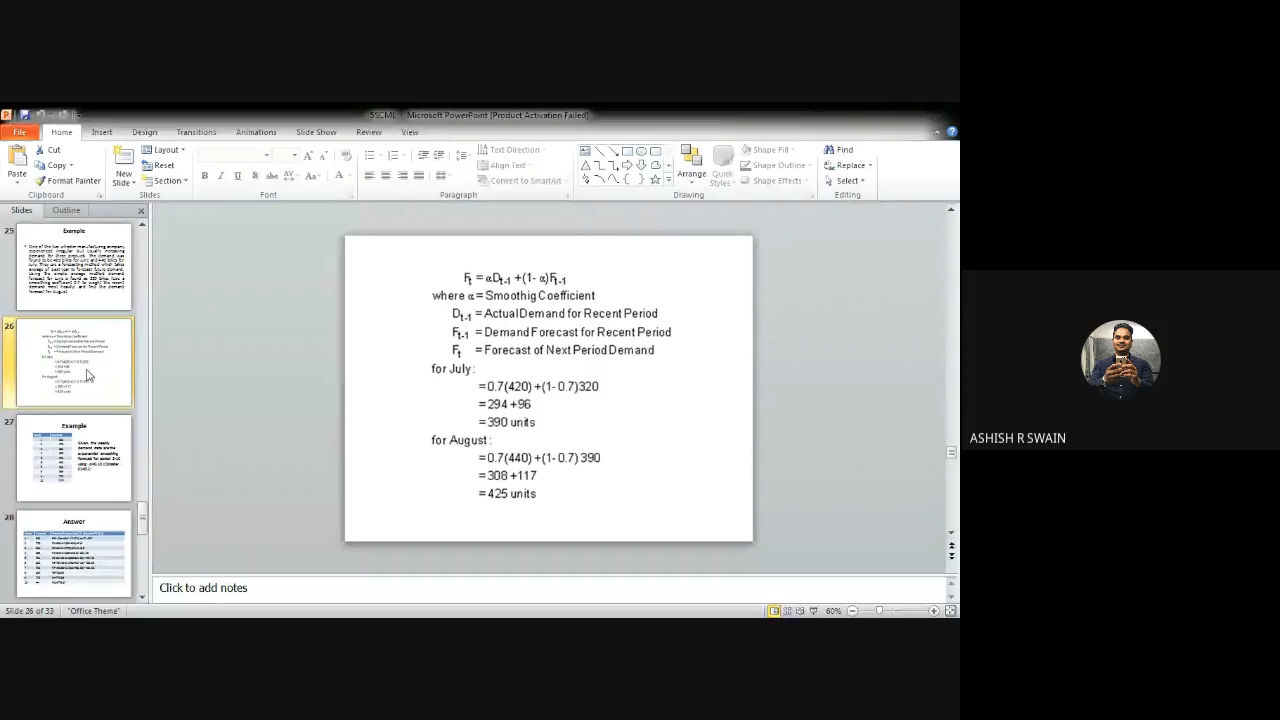 SSCML - Microsoft PowerPoint (Product Activation Failed)
File Home Insert Design Transitions Animations Slide Show Review View
Paste
Cut
Copy
Format Painter
Clipboard
New Slide
Layout
Reset
Section
Slides
B I U S abc AV Aa A
Font
Text Direction
Align Text
Convert to SmartArt
Paragraph
Arrange
Quick Styles
Shape Fill
Shape Outline
Shape Effects
Drawing
Find
Replace
Select
Editing
Slides Outline
25
Example
26
27
Example
28
Answer
Fₜ = αDₜ₋₁ +(1- α)Fₜ₋₁
where α = Smoothig Coefficient
Dₜ₋₁ = Actual Demand for Recent Period
Fₜ₋₁ = Demand Forecast for Recent Period
Fₜ = Forecast of Next Period Demand
for July :
= 0.7(420) +(1- 0.7)320
= 294 +96
= 390 units
for August :
= 0.7(440) +(1- 0.7) 390
= 308 +117
= 425 units
Click to add notes
Slide 26 of 33 "Office Theme" 60%
ASHISH R SWAIN